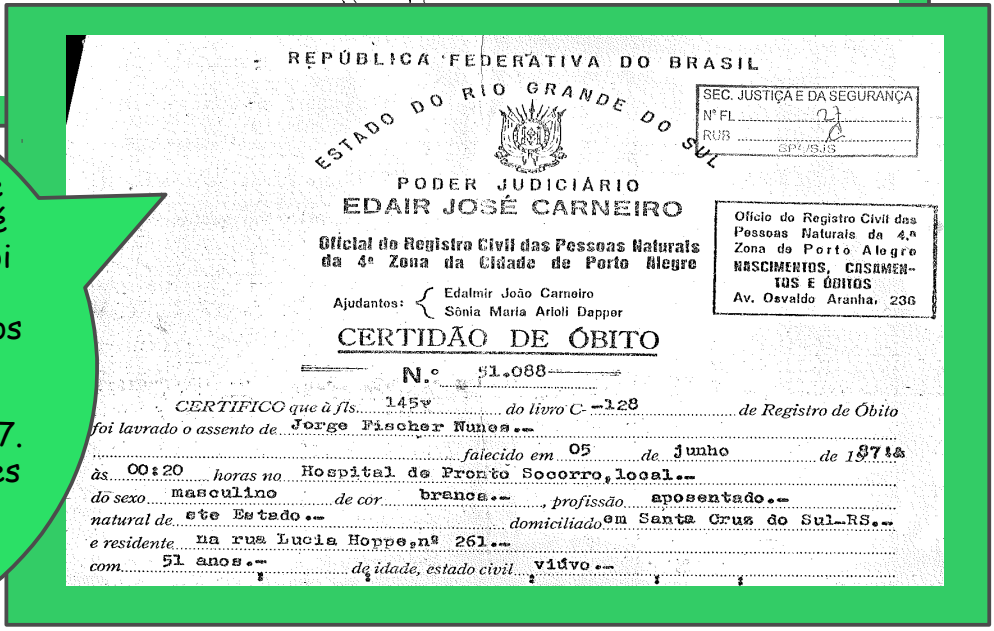 REPÚBLICA FEDERATIVA DO BRASIL
ESTADO DO RIO GRANDE DO SUL
SEC. JUSTIÇA E DA SEGURANÇA
Nº FL 27
RUB
PODER JUDICIÁRIO
EDAIR JOSÉ CARNEIRO
Oficial do Registro Civil das Pessoas Naturais
da 4ª Zona da Cidade de Porto Alegre
Ofício do Registro Civil das
Pessoas Naturais da 4.ª
Zona de Porto Alegre
NASCIMENTOS, CASAMEN-
TOS E ÓBITOS
Av. Osvaldo Aranha, 236
Ajudantes: { Edalmir João Carneiro
Sônia Maria Arioli Dapper
CERTIDÃO DE ÓBITO
N.º 51.088
CERTIFICO que à fls. 145v do livro C- -128 de Registro de Óbito
foi lavrado o assento de Jorge Fischer Nunes.-
falecido em 05 de junho de 1987
às 00:20 horas no Hospital de Pronto Socorro,local.-
do sexo masculino de cor branca.- , profissão aposentado.-
natural de ste Estado.- domiciliado em Santa Cruz do Sul-RS.-
e residente na rua Lucia Hoppe,nº 261.-
com 51 anos.- de idade, estado civil viúvo.-
os
7.
es